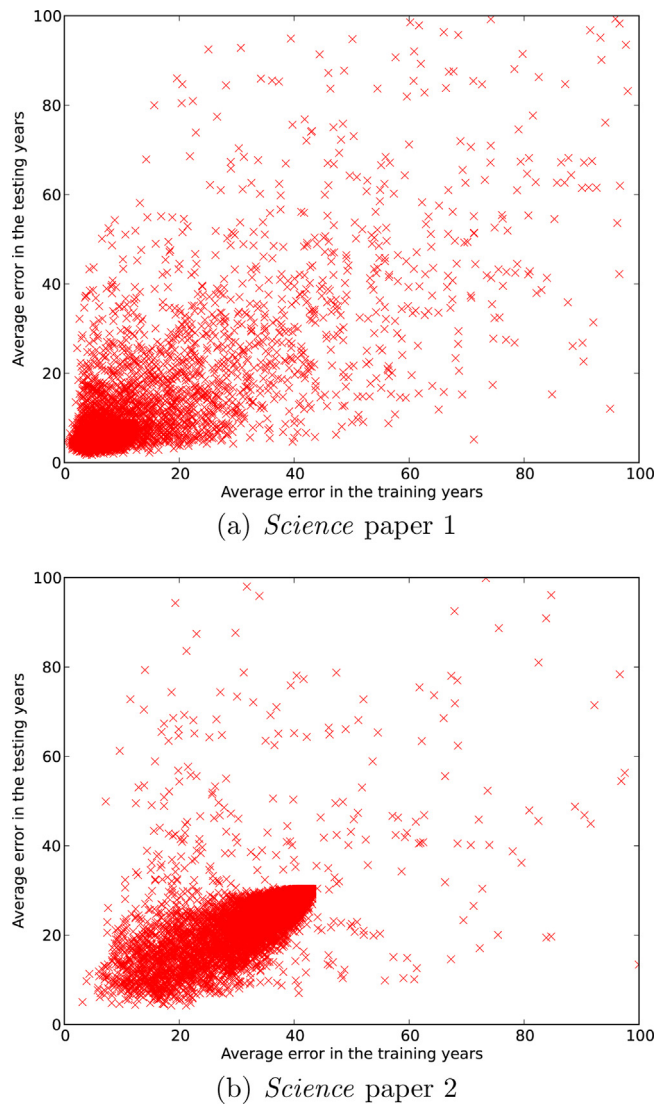 100
80
60
40
20
0
Average error in the testing years
0 20 40 60 80 100
Average error in the training years
(a) Science paper 1
100
80
60
40
20
0
Average error in the testing years
0 20 40 60 80 100
Average error in the training years
(b) Science paper 2